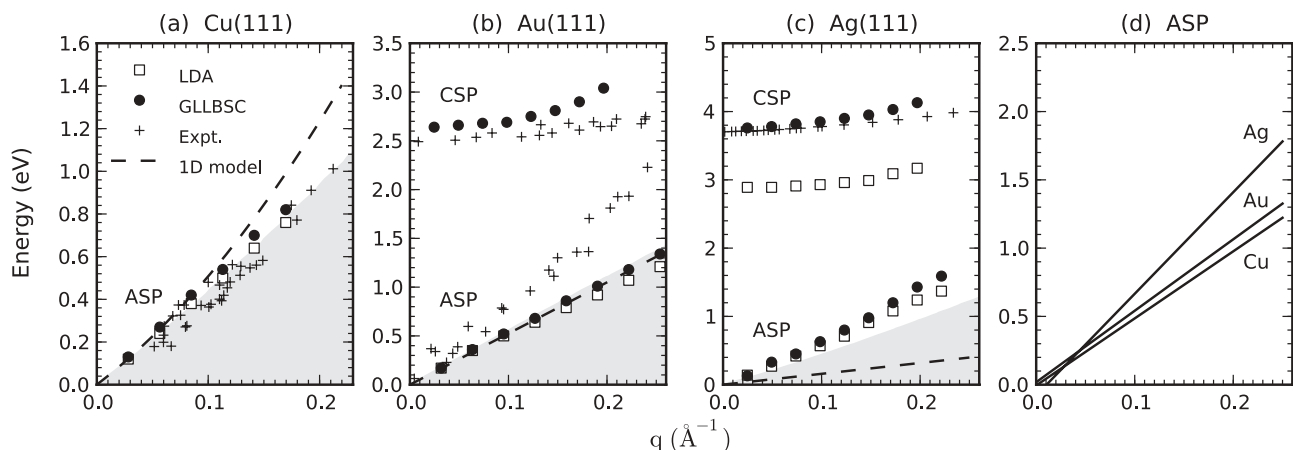 (a) Cu(111)
1.6
1.4
1.2
1.0
0.8
0.6
0.4
0.2
0.0
Energy (eV)
LDA
GLLBSC
Expt.
1D model
ASP
0.0 0.1 0.2
(b) Au(111)
3.5
3.0
2.5
2.0
1.5
1.0
0.5
0.0
CSP
ASP
0.0 0.1 0.2
(c) Ag(111)
5
4
3
2
1
0
CSP
ASP
0.0 0.1 0.2
(d) ASP
2.5
2.0
1.5
1.0
0.5
0.0
Ag
Au
Cu
0.0 0.1 0.2
q (Å⁻¹)